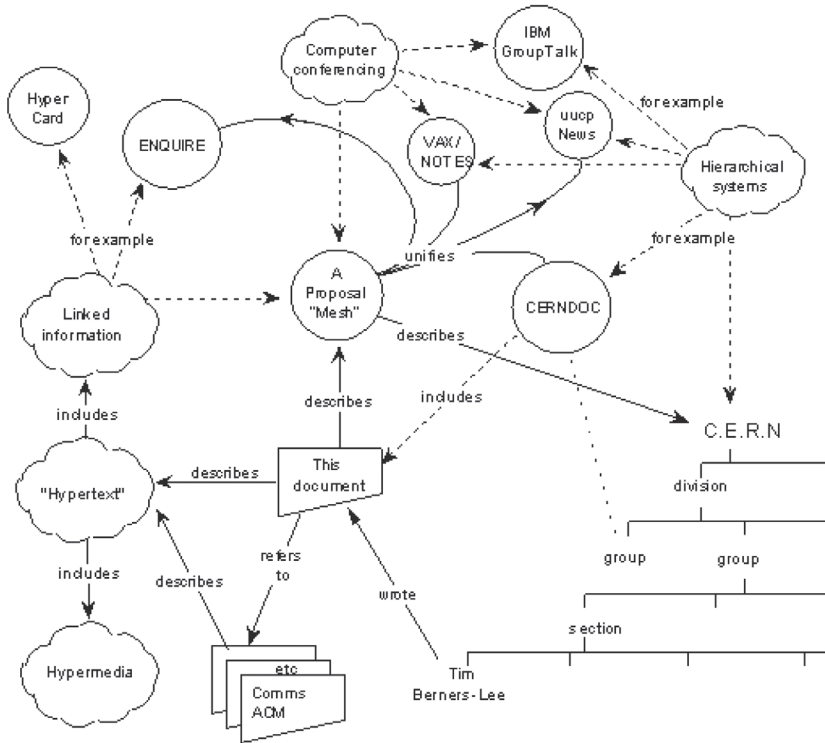 IBM
GroupTalk
Computer
conferencing
Hyper
Card
for example
uucp
News
ENQUIRE
VAX/
NOTES
Hierarchical
systems
for example
for example
unifies
A
Proposal
"Mesh"
Linked
information
CERNDOC
describes
includes
includes
describes
C.E.R.N
This
document
describes
division
"Hypertext"
refers
to
group
group
includes
describes
wrote
section
Hypermedia
etc
Comms
ACM
Tim
Berners-Lee